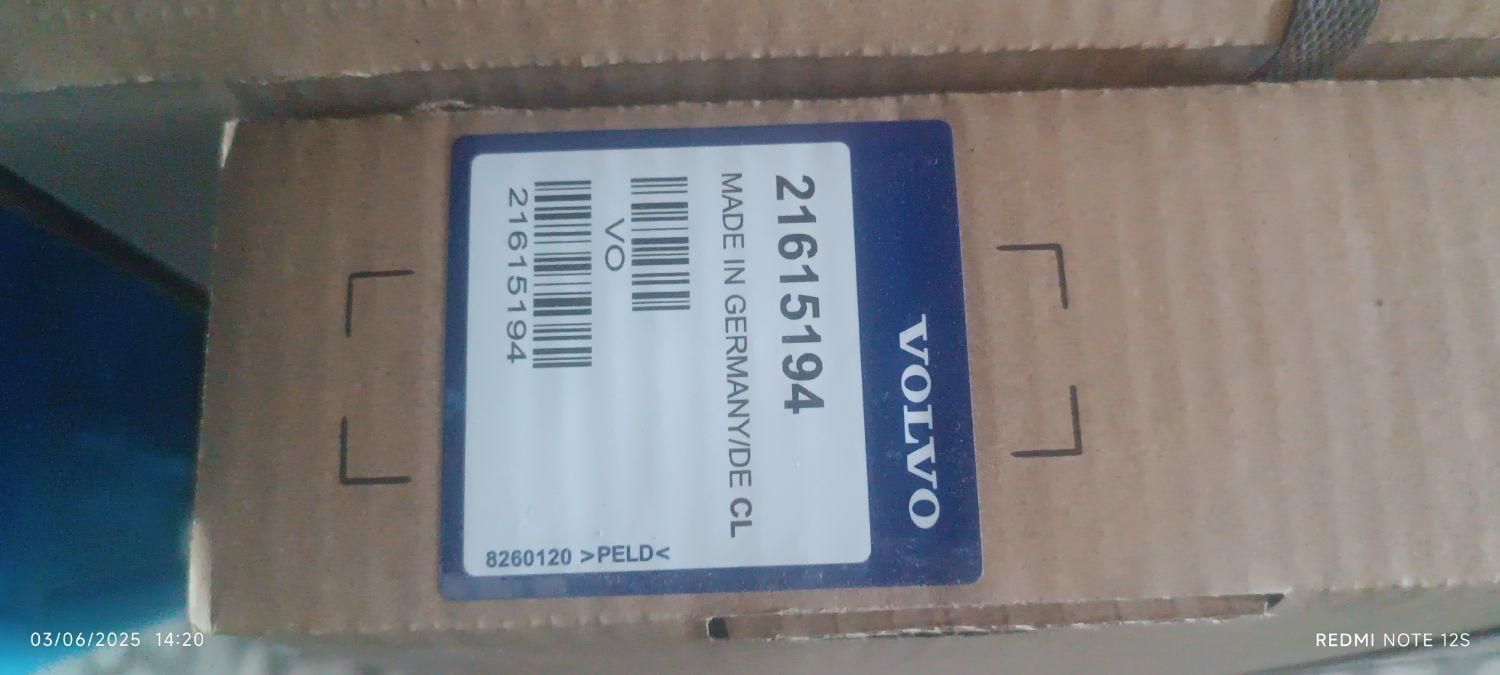 VOLVO
21615194
MADE IN GERMANY/DE CL
VO
21615194
8260120 >PELD<
03/06/2025 14:20
REDMI NOTE 12S